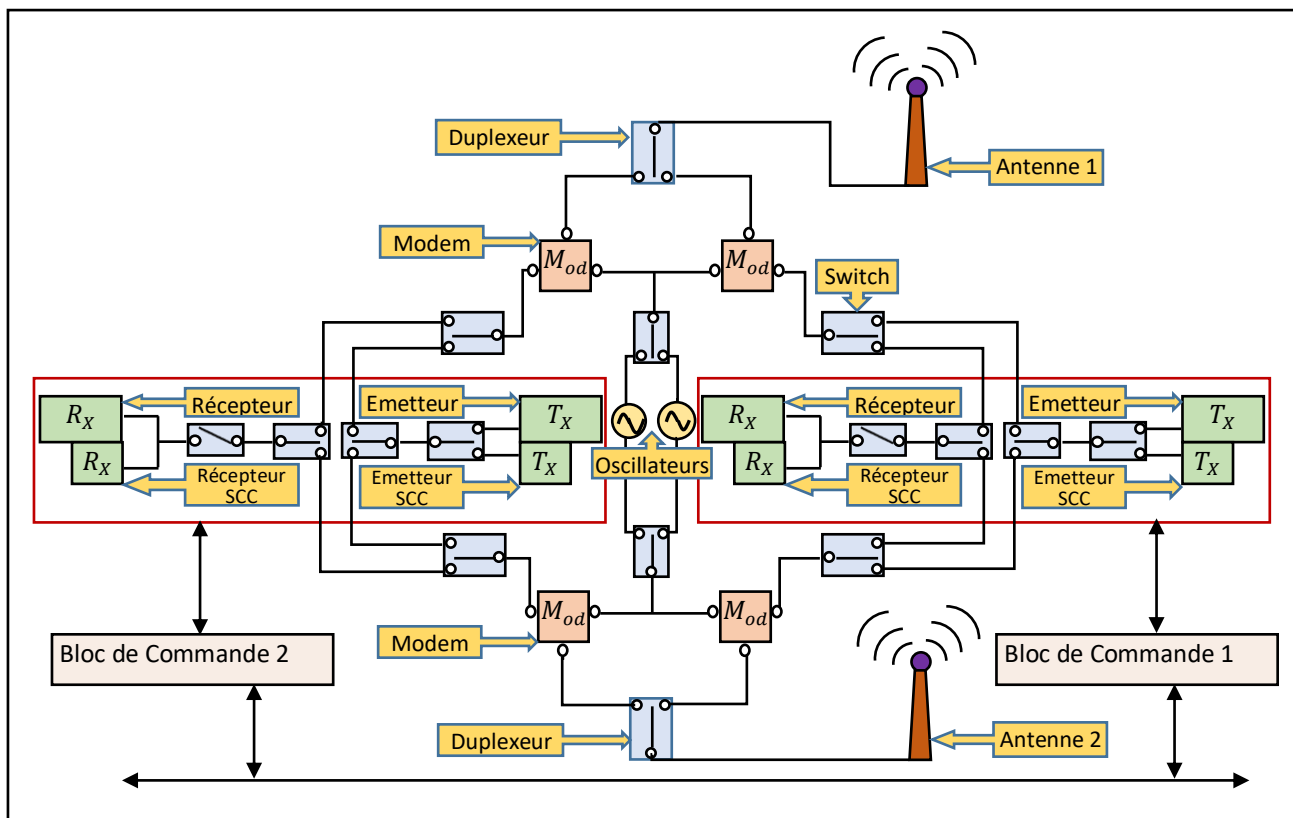 Duplexeur
Antenne 1
Modem
M_od
M_od
Switch
R_X
Récepteur
Emetteur
T_X
R_X
Récepteur
SCC
Emetteur
SCC
T_X
Oscillateurs
R_X
Récepteur
Emetteur
T_X
R_X
Récepteur
SCC
Emetteur
SCC
T_X
M_od
M_od
Modem
Bloc de Commande 2
Bloc de Commande 1
Duplexeur
Antenne 2